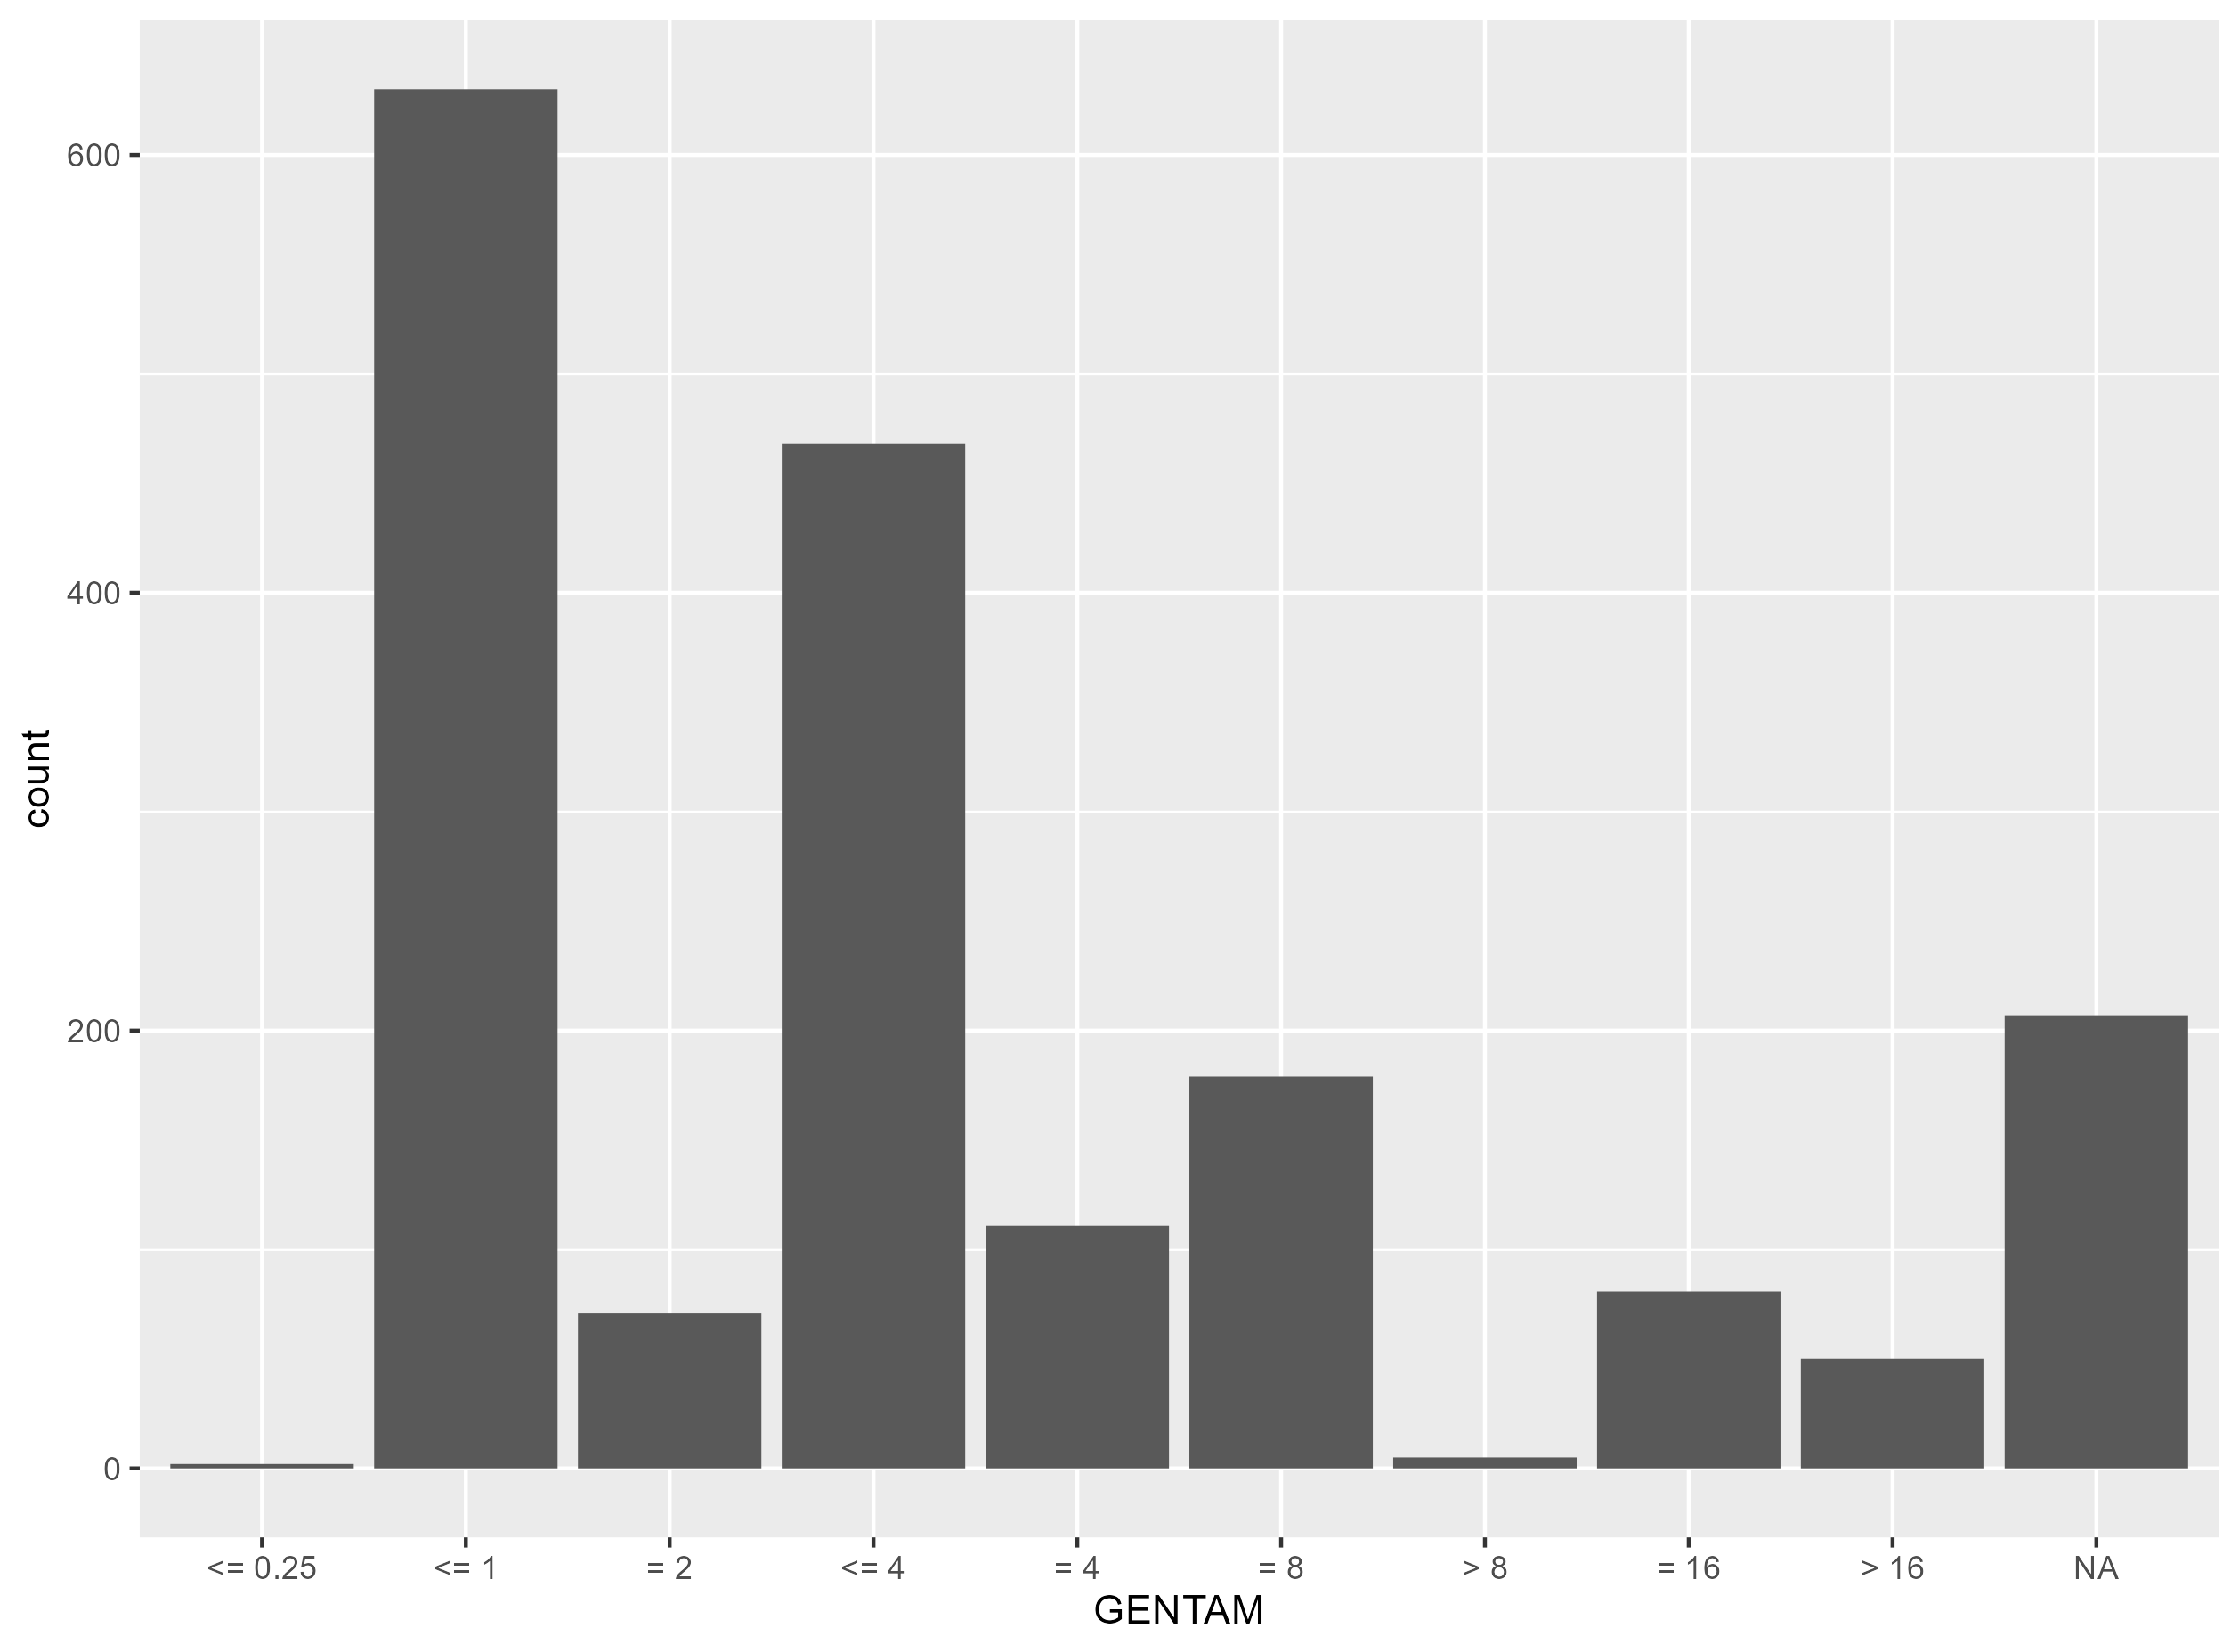 count
600
400
200
0
<= 0.25 <= 1 = 2 <= 4 = 4 = 8 > 8 = 16 > 16 NA
GENTAM